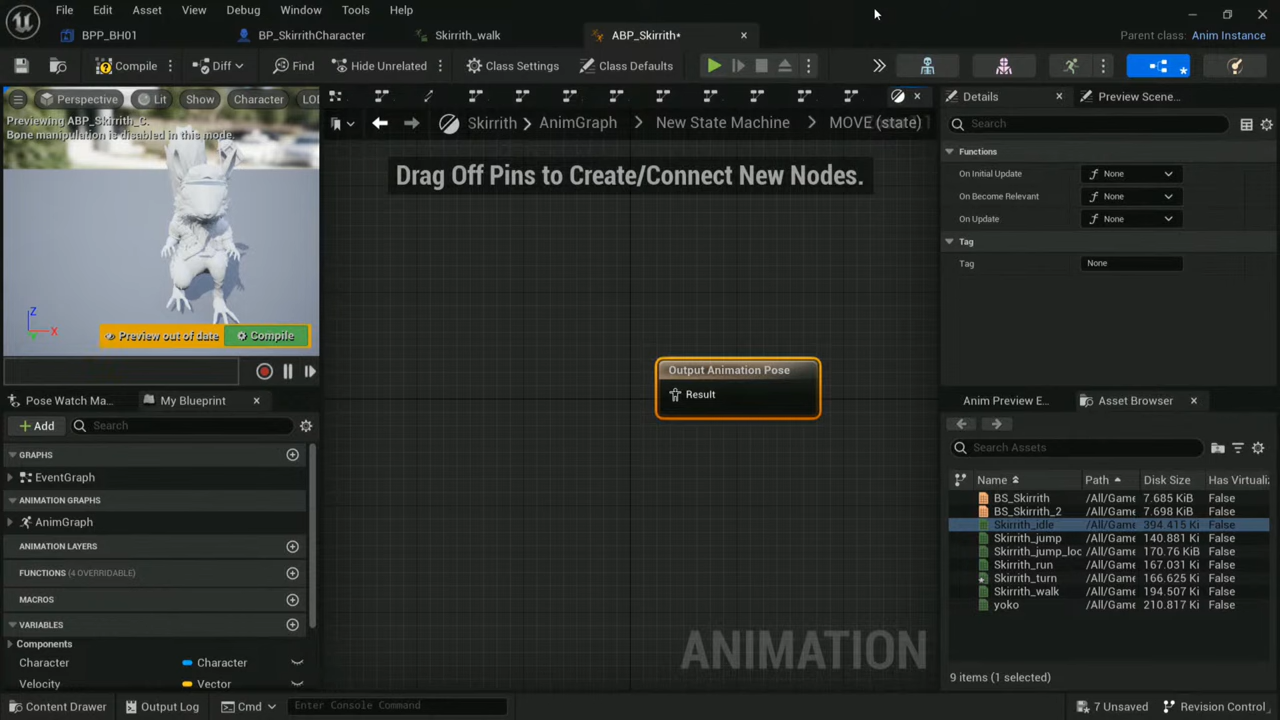 File Edit Asset View Debug Window Tools Help
BPP_BH01 BP_SkirrithCharacter Skirrith_walk ABP_Skirrith* Parent class: Anim Instance
Compile Diff Find Hide Unrelated Class Settings Class Defaults
Perspective Lit Show Character LO
Previewing ABP_Skirrith_C.
Bone manipulation is disabled in this mode.
Z
X
Preview out of date Compile
Pose Watch Ma... My Blueprint
Add Search
GRAPHS
EventGraph
ANIMATION GRAPHS
AnimGraph
ANIMATION LAYERS
FUNCTIONS (4 OVERRIDABLE)
MACROS
VARIABLES
Components
Character Character
Velocity Vector
Skirrith > AnimGraph > New State Machine > MOVE (state)
Drag Off Pins to Create/Connect New Nodes.
Output Animation Pose
Result
ANIMATION
Details Preview Scene...
Search
Functions
On Initial Update None
On Become Relevant None
On Update None
Tag
Tag None
Anim Preview E... Asset Browser
Search Assets
Name Path Disk Size Has Virtualiz
BS_Skirrith /All/Game 7.685 KiB False
BS_Skirrith_2 /All/Game 7.698 KiB False
Skirrith_idle /All/Game 394.415 Ki False
Skirrith_jump /All/Game 140.881 Ki False
Skirrith_jump_loo /All/Game 170.76 KiB False
Skirrith_run /All/Game 167.031 Ki False
Skirrith_turn /All/Game 166.625 Ki False
Skirrith_walk /All/Game 194.507 Ki False
yoko /All/Game 210.817 Ki False
9 items (1 selected)
Content Drawer Output Log Cmd Enter Console Command 7 Unsaved Revision Control